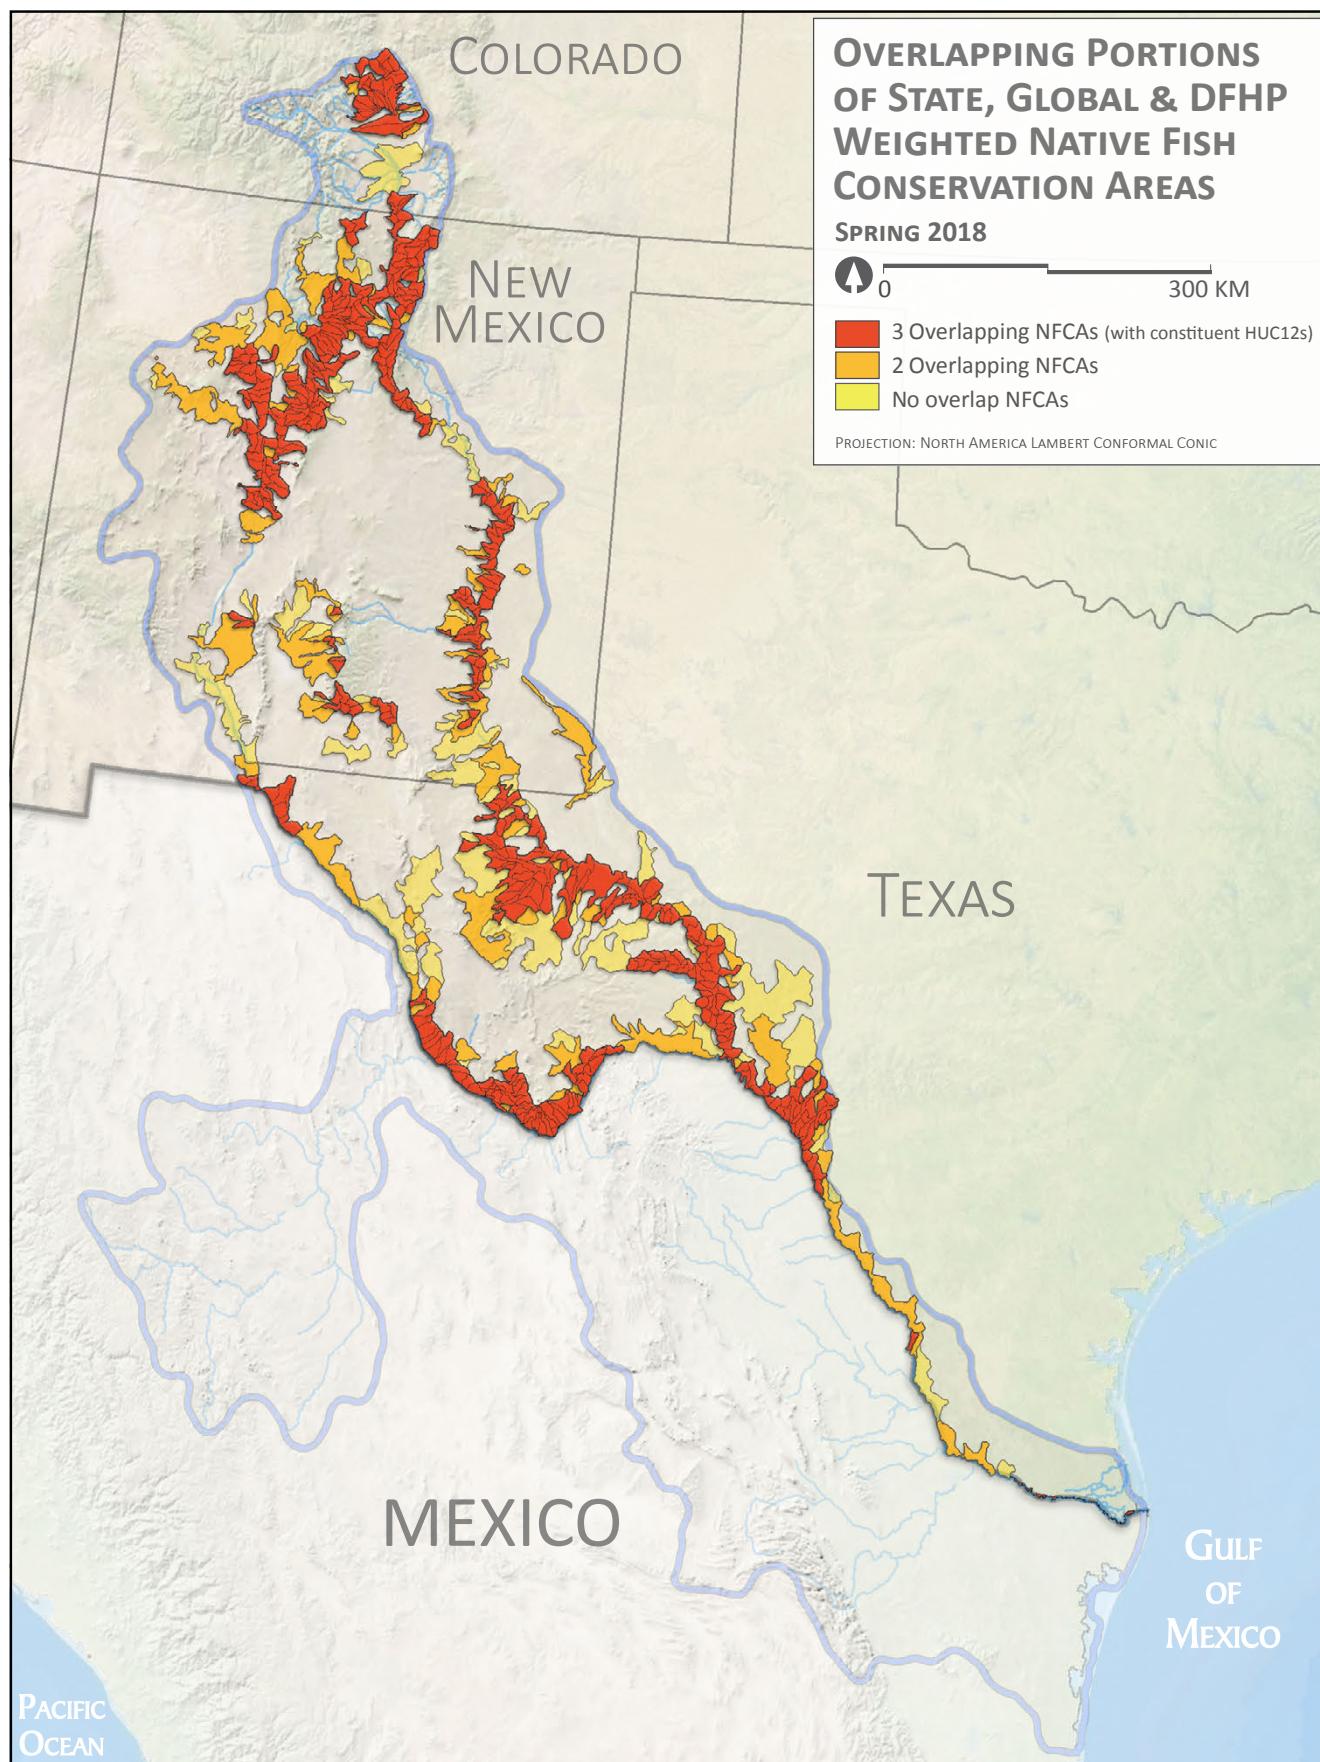 COLORADO
OVERLAPPING PORTIONS
OF STATE, GLOBAL & DFHP
WEIGHTED NATIVE FISH
CONSERVATION AREAS
SPRING 2018
0 300 KM
3 Overlapping NFCAs (with constituent HUC12s)
2 Overlapping NFCAs
No overlap NFCAs
PROJECTION: NORTH AMERICA LAMBERT CONFORMAL CONIC
NEW
MEXICO
TEXAS
MEXICO
GULF
OF
MEXICO
PACIFIC
OCEAN